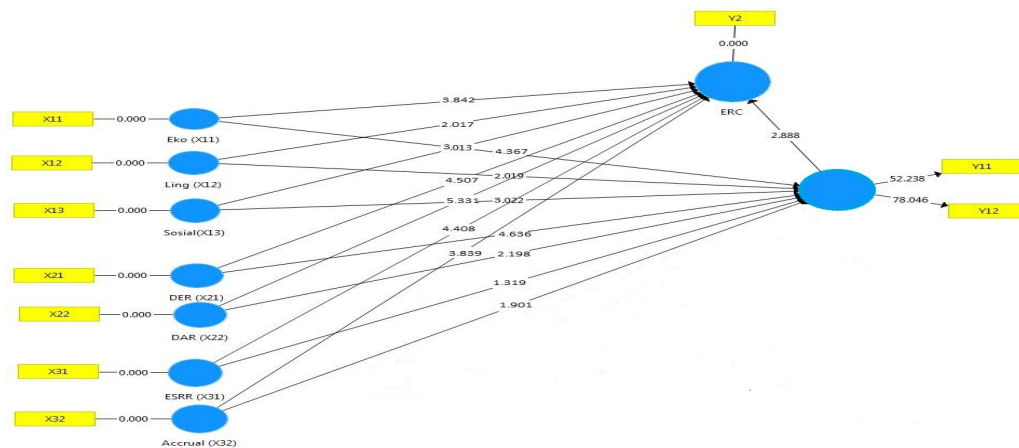 Y2
0.000
ERC
3.842
X11
0.000
Eko (X11)
2.017
2.888
3.013
4.367
X12
0.000
Ling (X12)
2.019
Y11
52.238
4.507
5.331
3.022
78.046
Y12
X13
0.000
Sosial(X13)
4.408
4.636
3.839
2.198
X21
0.000
DER (X21)
1.319
1.901
X22
0.000
DAR (X22)
X31
0.000
ESRR (X31)
X32
0.000
Accrual (X32)